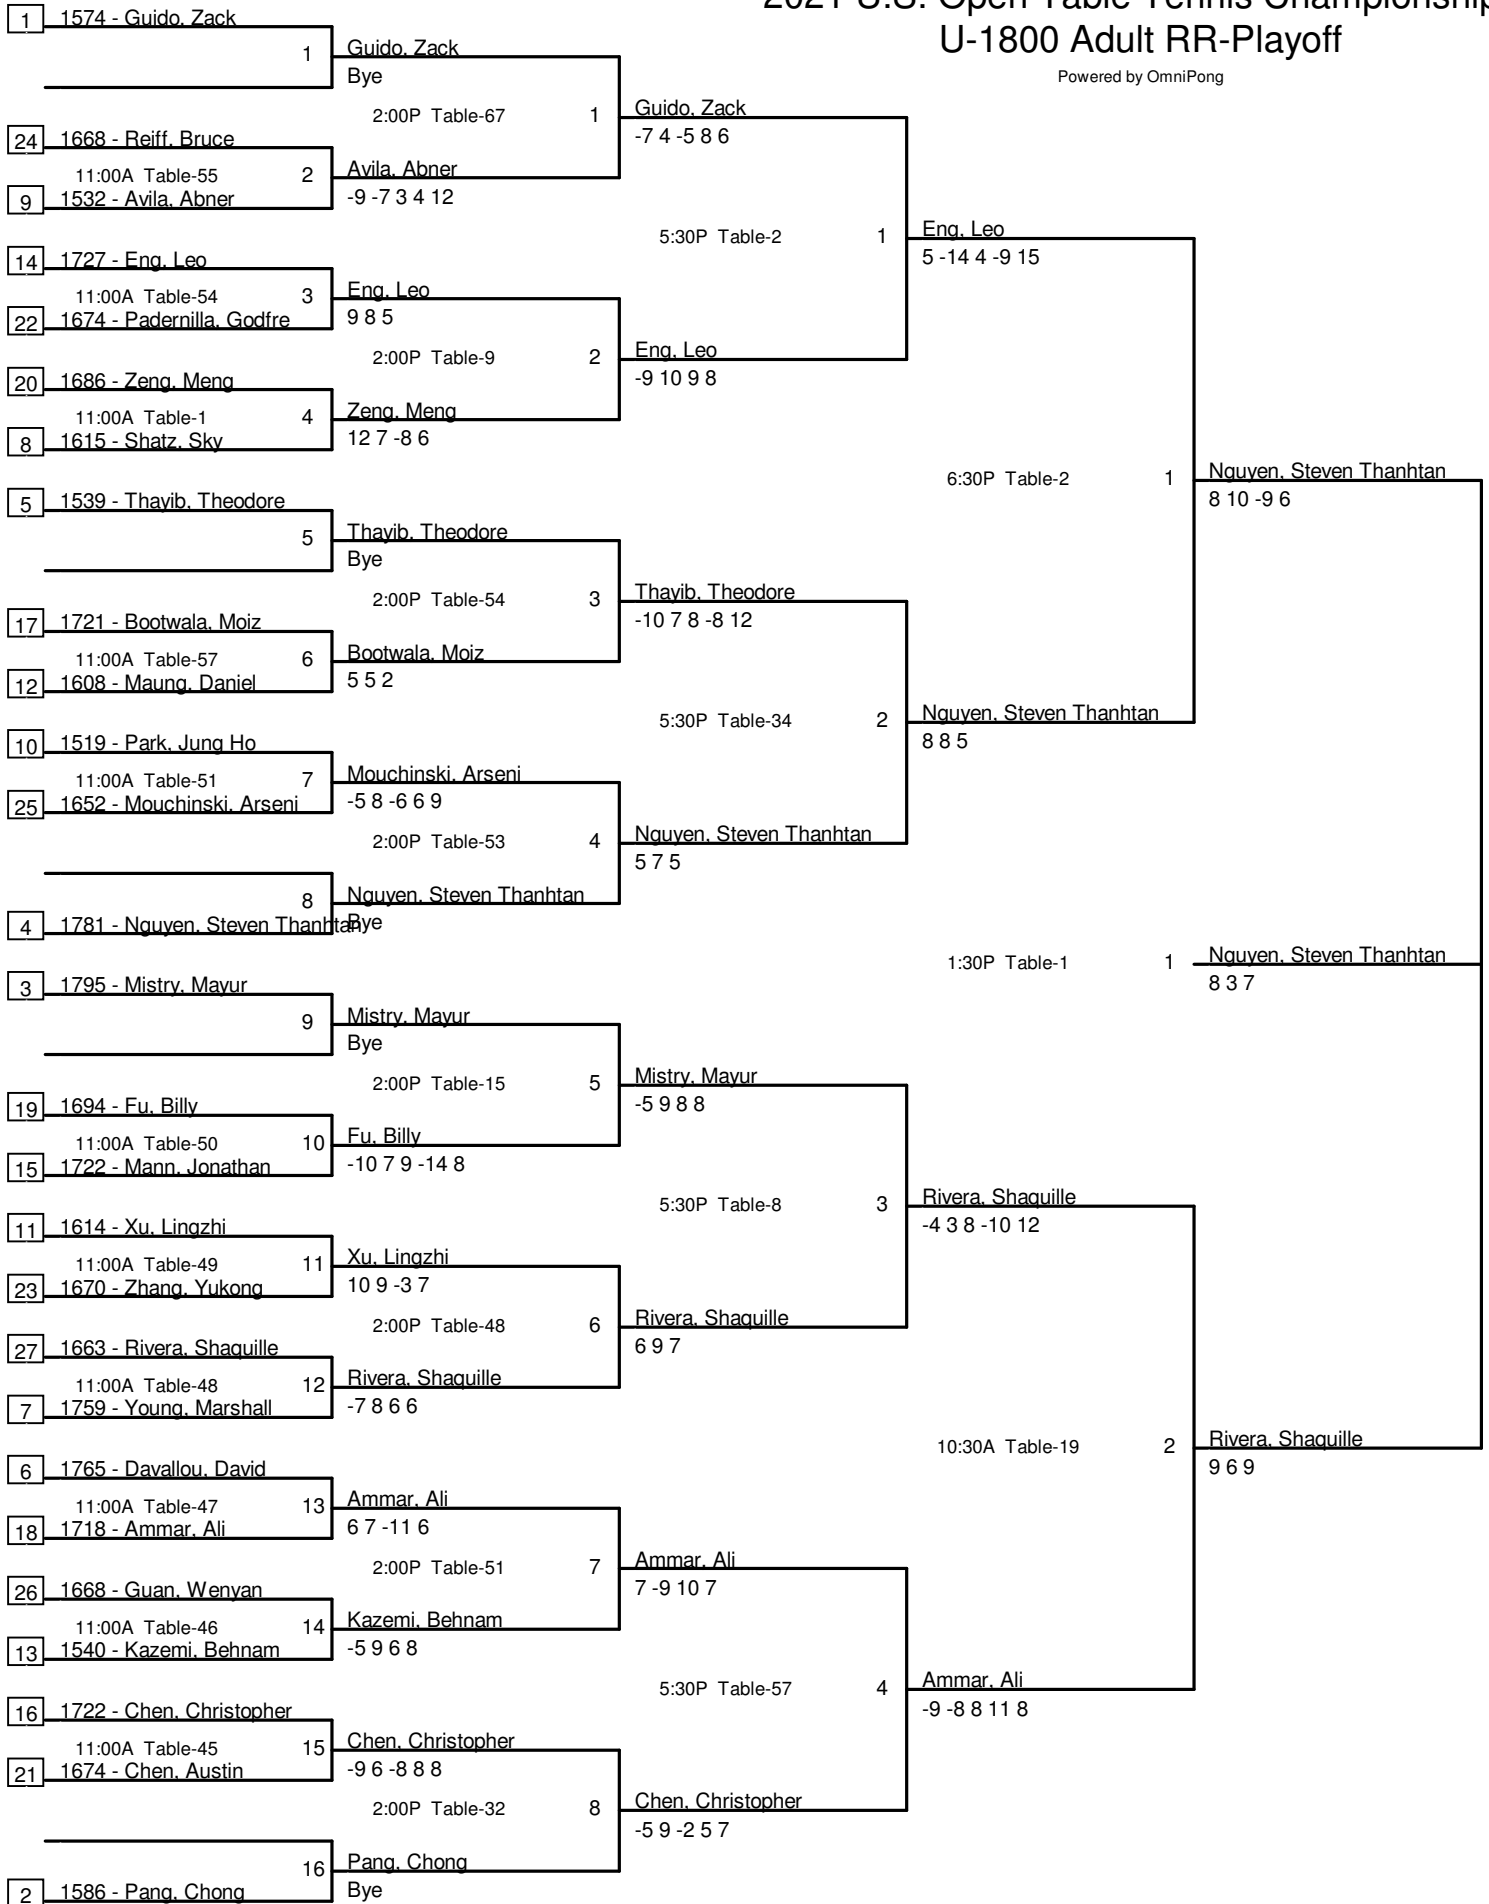 2021 U.S. Open Table Tennis Championship
U-1800 Adult RR-Playoff
Powered by OmniPong
1 1574 - Guido, Zack
1 Guido, Zack
Bye
2:00P Table-67 1 Guido, Zack
-7 4 -5 8 6
24 1668 - Reiff, Bruce
11:00A Table-55 2 Avila, Abner
9 1532 - Avila, Abner -9 -7 3 4 12
5:30P Table-2 1 Eng, Leo
5 -14 4 -9 15
14 1727 - Eng, Leo
11:00A Table-54 3 Eng, Leo
22 1674 - Padernilla, Godfre 9 8 5
2:00P Table-9 2 Eng, Leo
-9 10 9 8
20 1686 - Zeng, Meng
11:00A Table-1 4 Zeng, Meng
8 1615 - Shatz, Sky 12 7 -8 6
6:30P Table-2 1 Nguyen, Steven Thanhtan
8 10 -9 6
5 1539 - Thayib, Theodore
5 Thayib, Theodore
Bye
2:00P Table-54 3 Thayib, Theodore
-10 7 8 -8 12
17 1721 - Bootwala, Moiz
11:00A Table-57 6 Bootwala, Moiz
12 1608 - Maung, Daniel 5 5 2
5:30P Table-34 2 Nguyen, Steven Thanhtan
8 8 5
10 1519 - Park, Jung Ho
11:00A Table-51 7 Mouchinski, Arseni
25 1652 - Mouchinski, Arseni -5 8 -6 6 9
2:00P Table-53 4 Nguyen, Steven Thanhtan
5 7 5
8 Nguyen, Steven Thanhtan
4 1781 - Nguyen, Steven Thanhtan Bye
1:30P Table-1 1 Nguyen, Steven Thanhtan
8 3 7
3 1795 - Mistry, Mayur
9 Mistry, Mayur
Bye
2:00P Table-15 5 Mistry, Mayur
-5 9 8 8
19 1694 - Fu, Billy
11:00A Table-50 10 Fu, Billy
15 1722 - Mann, Jonathan -10 7 9 -14 8
5:30P Table-8 3 Rivera, Shaquille
-4 3 8 -10 12
11 1614 - Xu, Lingzhi
11:00A Table-49 11 Xu, Lingzhi
23 1670 - Zhang, Yukong 10 9 -3 7
2:00P Table-48 6 Rivera, Shaquille
6 9 7
27 1663 - Rivera, Shaquille
11:00A Table-48 12 Rivera, Shaquille
7 1759 - Young, Marshall -7 8 6 6
10:30A Table-19 2 Rivera, Shaquille
9 6 9
6 1765 - Davallou, David
11:00A Table-47 13 Ammar, Ali
18 1718 - Ammar, Ali 6 7 -11 6
2:00P Table-51 7 Ammar, Ali
7 -9 10 7
26 1668 - Guan, Wenyan
11:00A Table-46 14 Kazemi, Behnam
13 1540 - Kazemi, Behnam -5 9 6 8
5:30P Table-57 4 Ammar, Ali
-9 -8 8 11 8
16 1722 - Chen, Christopher
11:00A Table-45 15 Chen, Christopher
21 1674 - Chen, Austin -9 6 -8 8 8
2:00P Table-32 8 Chen, Christopher
-5 9 -2 5 7
16 Pang, Chong
2 1586 - Pang, Chong Bye